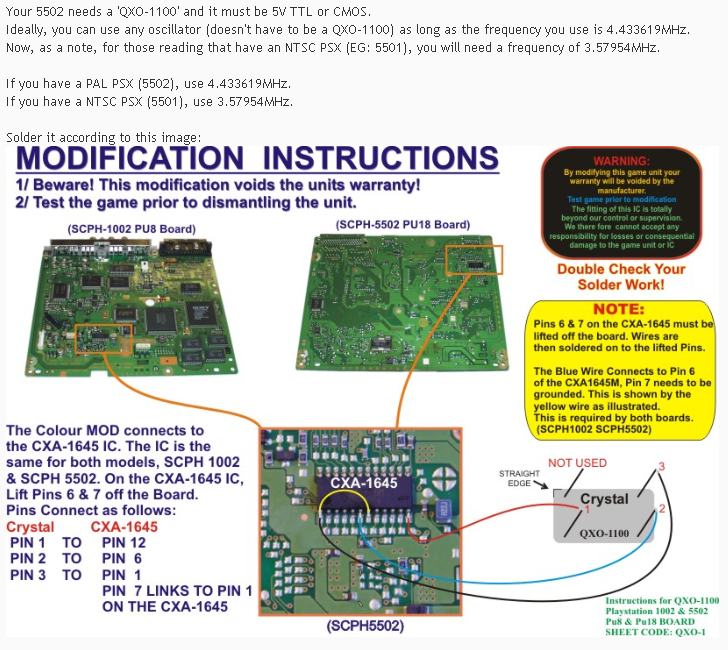 Your 5502 needs a 'QXO-1100' and it must be 5V TTL or CMOS.
Ideally, you can use any oscillator (doesn't have to be a QXO-1100) as long as the frequency you use is 4.433619MHz.
Now, as a note, for those reading that have an NTSC PSX (EG: 5501), you will need a frequency of 3.57954MHz.
If you have a PAL PSX (5502), use 4.433619MHz.
If you have a NTSC PSX (5501), use 3.57954MHz.
Solder it according to this image:
MODIFICATION INSTRUCTIONS
1/ Beware! This modification voids the units warranty!
2/ Test the game prior to dismantling the unit.
WARNING:
By modifying this game unit your
warranty will be voided by the
manufacturer.
Test game prior to modification
The fitting of this IC is totally
beyond our control or supervision.
We there fore cannot accept any
responsibility for losses or consequential
damage to the game unit or IC
(SCPH-1002 PU8 Board)
(SCPH-5502 PU18 Board)
Double Check Your
Solder Work!
NOTE:
Pins 6 & 7 on the CXA-1645 must be
lifted off the board. Wires are
then soldered on to the lifted Pins.
The Blue Wire Connects to Pin 6
of the CXA1645M, Pin 7 needs to be
grounded. This is shown by the
yellow wire as illustrated.
This is required by both boards.
(SCPH1002 SCPH5502)
The Colour MOD connects to
the CXA-1645 IC. The IC is the
same for both models, SCPH 1002
& SCPH 5502. On the CXA-1645 IC,
Lift Pins 6 & 7 off the Board.
Pins Connect as follows:
Crystal CXA-1645
PIN 1 TO PIN 12
PIN 2 TO PIN 6
PIN 3 TO PIN 1
PIN 7 LINKS TO PIN 1
ON THE CXA-1645
CXA-1645
(SCPH5502)
NOT USED
3
STRAIGHT
EDGE
Crystal
1
2
QXO-1100
Instructions for QXO-1100
Playstation 1002 & 5502
Pu8 & Pu18 BOARD
SHEET CODE: QXO-1